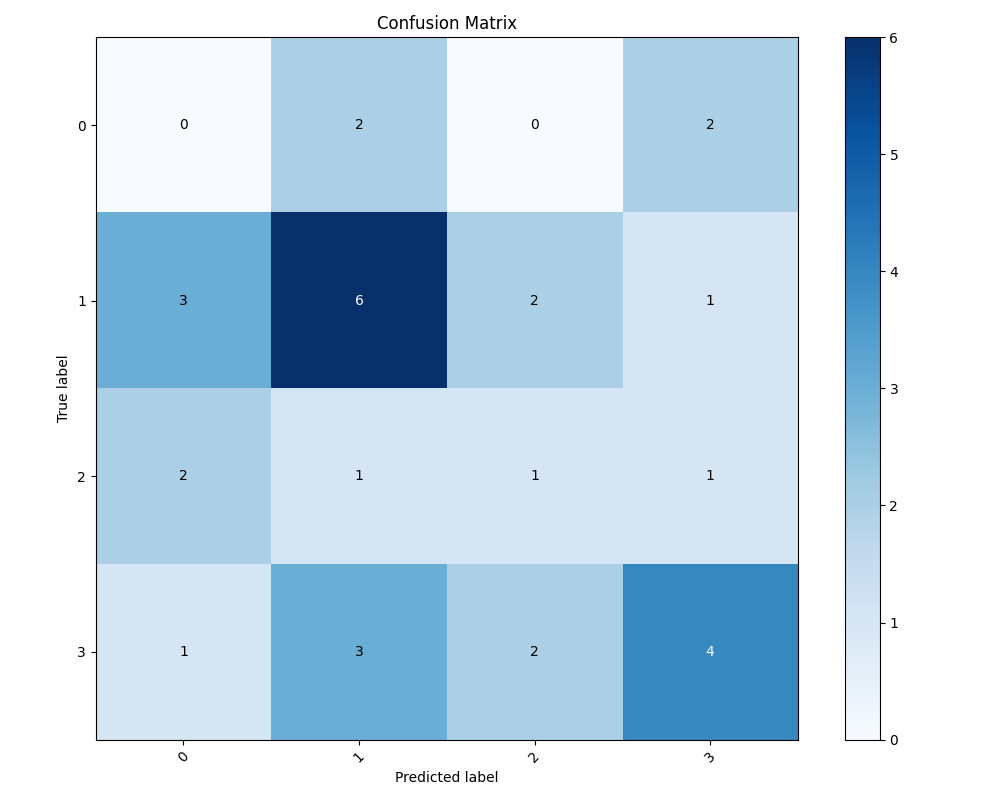 Confusion Matrix
0 0 2 0 2
1 3 6 2 1
2 2 1 1 1
3 1 3 2 4
0 1 2 3
Predicted label
True label
6
5
4
3
2
1
0